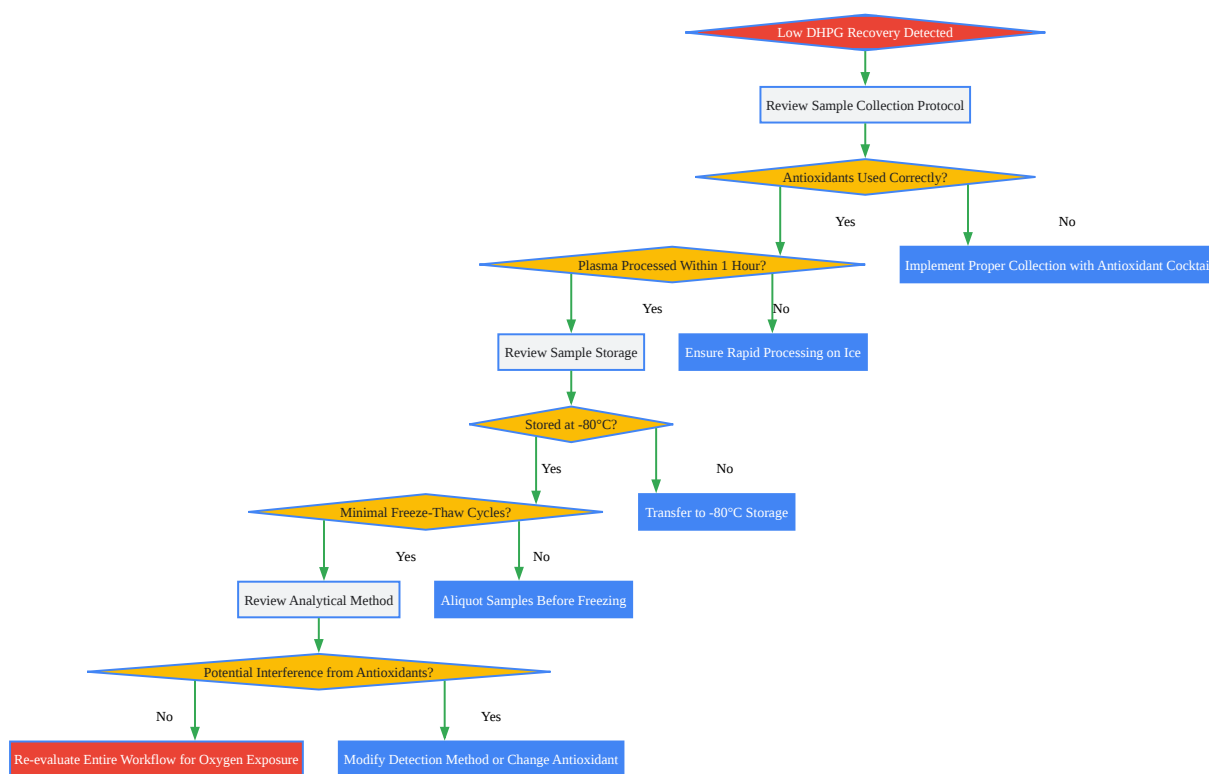 Low DHPG Recovery Detected
Review Sample Collection Protocol
Antioxidants Used Correctly?
Yes
No
Plasma Processed Within 1 Hour?
Implement Proper Collection with Antioxidant Cocktai
Yes
No
Review Sample Storage
Ensure Rapid Processing on Ice
Stored at -80°C?
Yes
No
Minimal Freeze-Thaw Cycles?
Transfer to -80°C Storage
Yes
No
Review Analytical Method
Aliquot Samples Before Freezing
Potential Interference from Antioxidants?
No
Yes
Re-evaluate Entire Workflow for Oxygen Exposure
Modify Detection Method or Change Antioxidant